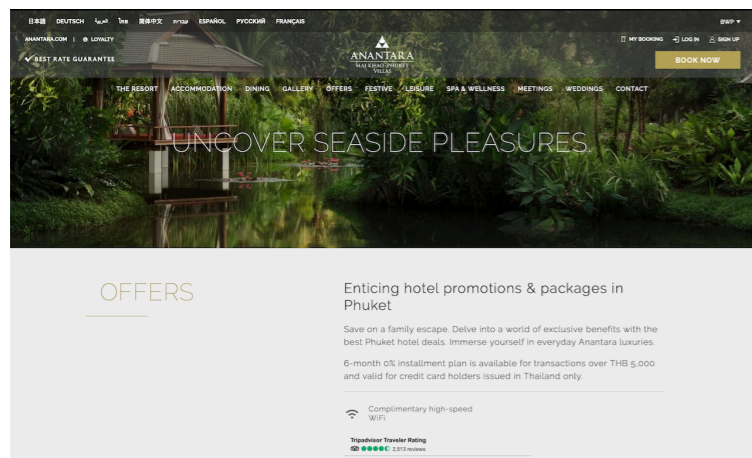 日本語 DEUTSCH العربية ไทย 简体中文 עברית ESPAÑOL РУССКИЙ FRANÇAIS
BWP
ANANTARA.COM | LOYALTY
MY BOOKING LOG IN SIGN UP
BEST RATE GUARANTEE
ANANTARA
MAI KHAO PHUKET
VILLAS
BOOK NOW
THE RESORT ACCOMMODATION DINING GALLERY OFFERS FESTIVE LEISURE SPA & WELLNESS MEETINGS WEDDINGS CONTACT
UNCOVER SEASIDE PLEASURES
OFFERS
Enticing hotel promotions & packages in
Phuket
Save on a family escape. Delve into a world of exclusive benefits with the
best Phuket hotel deals. Immerse yourself in everyday Anantara luxuries.
6-month 0% installment plan is available for transactions over THB 5,000
and valid for credit card holders issued in Thailand only.
Complimentary high-speed
WiFi
Tripadvisor Traveler Rating
2,513 reviews